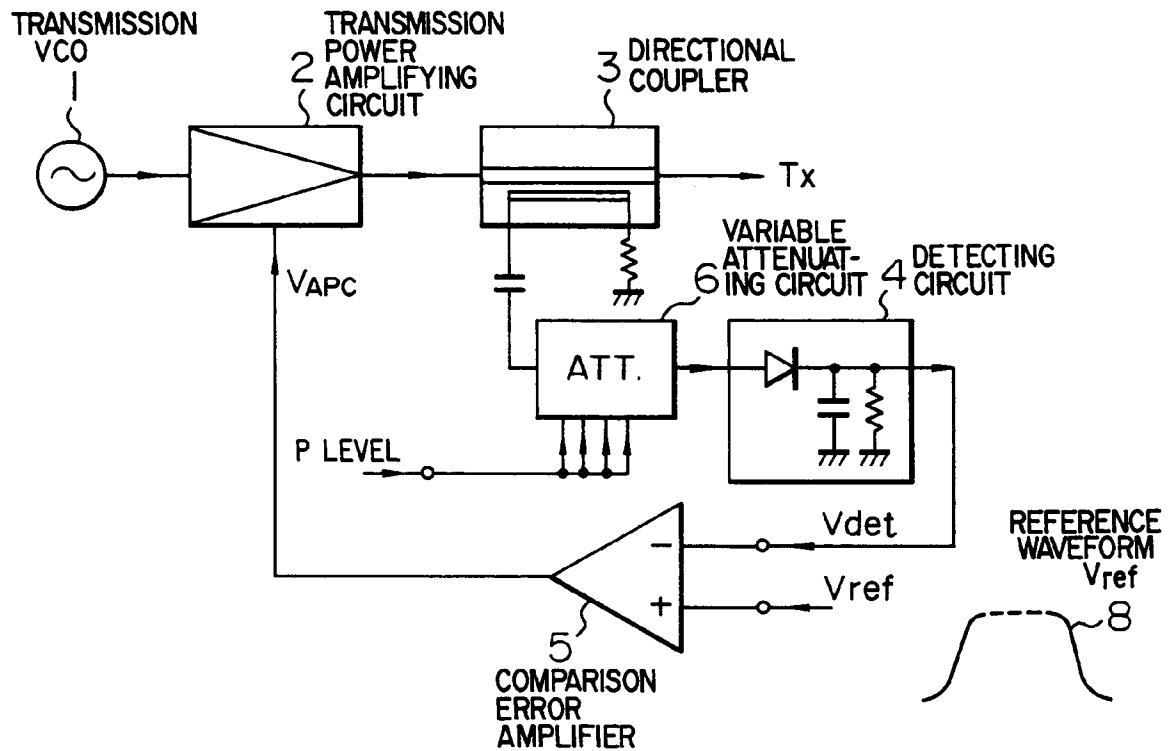 TRANSMISSION
VCO
1
TRANSMISSION
POWER
AMPLIFYING
CIRCUIT
2
3
DIRECTIONAL
COUPLER
Tx
VAPC
VARIABLE
ATTENUAT-
ING CIRCUIT
6
4
DETECTING
CIRCUIT
ATT.
P LEVEL
Vdet
-
Vref
+
5
COMPARISON
ERROR
AMPLIFIER
REFERENCE
WAVEFORM
Vref
8